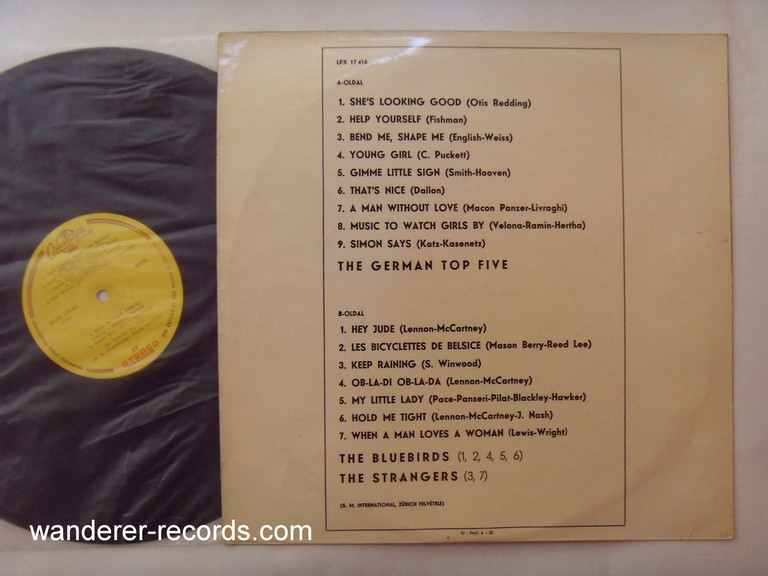 LPX 17 416
A-OLDAL
1. SHE'S LOOKING GOOD (Otis Redding)
2. HELP YOURSELF (Fishman)
3. BEND ME, SHAPE ME (English-Weiss)
4. YOUNG GIRL (C. Puckett)
5. GIMME LITTLE SIGN (Smith-Hooven)
6. THAT'S NICE (Dallon)
7. A MAN WITHOUT LOVE (Macon Panzer-Livraghi)
8. MUSIC TO WATCH GIRLS BY (Velona-Ramin-Hertha)
9. SIMON SAYS (Katz-Kasenetz)
THE GERMAN TOP FIVE
B-OLDAL
1. HEY JUDE (Lennon-McCartney)
2. LES BICYCLETTES DE BELSICE (Mason Berry-Reed Lee)
3. KEEP RAINING (S. Winwood)
4. OB-LA-DI OB-LA-DA (Lennon-McCartney)
5. MY LITTLE LADY (Pace-Panseri-Pilat-Blackley-Hawker)
6. HOLD ME TIGHT (Lennon-McCartney-J. Nash)
7. WHEN A MAN LOVES A WOMAN (Lewis-Wright)
THE BLUEBIRDS (1, 2, 4, 5, 6)
THE STRANGERS (3, 7)
(S. M. INTERNATIONAL, ZÜRICH FELVÉTELE)
qualiton
wanderer-records.com